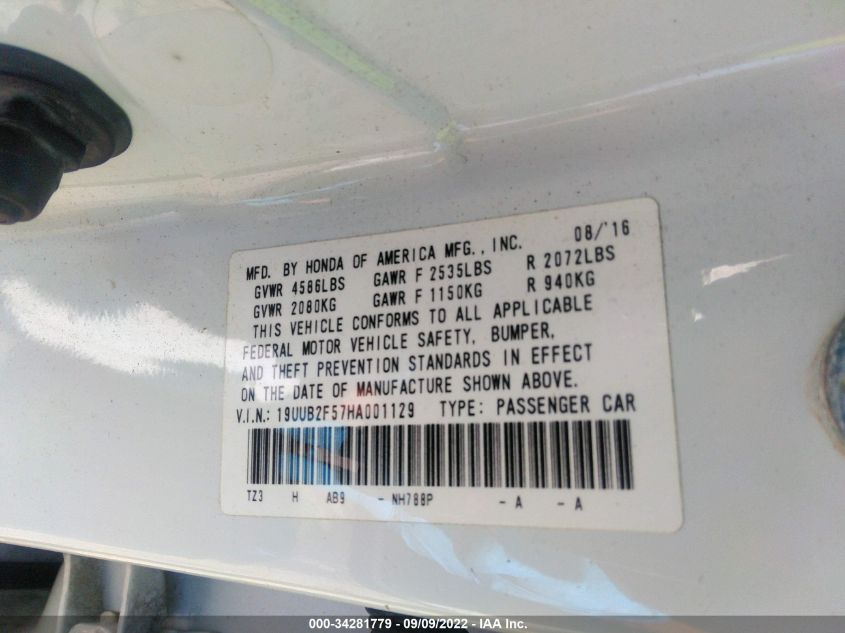 MFD. BY HONDA OF AMERICA MFG., INC. 08/'16
GVWR 4586LBS GAWR F 2535LBS R 2072LBS
GVWR 2080KG GAWR F 1150KG R 940KG
THIS VEHICLE CONFORMS TO ALL APPLICABLE
FEDERAL MOTOR VEHICLE SAFETY, BUMPER,
AND THEFT PREVENTION STANDARDS IN EFFECT
ON THE DATE OF MANUFACTURE SHOWN ABOVE.
V.I.N.: 19UUB2F57HA001129 TYPE: PASSENGER CAR
TZ3 H AB9 - NH788P - A - A
000-34281779 - 09/09/2022 - IAA Inc.